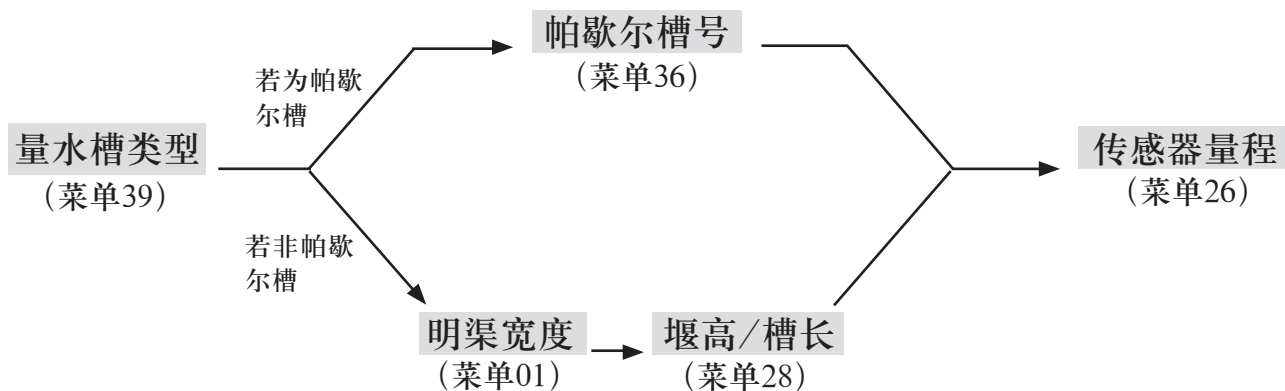 帕歇尔槽号
（菜单36）
若为帕歇
尔槽
量水槽类型
（菜单39）
传感器量程
（菜单26）
若非帕歇
尔槽
明渠宽度
（菜单01）
堰高/槽长
（菜单28）